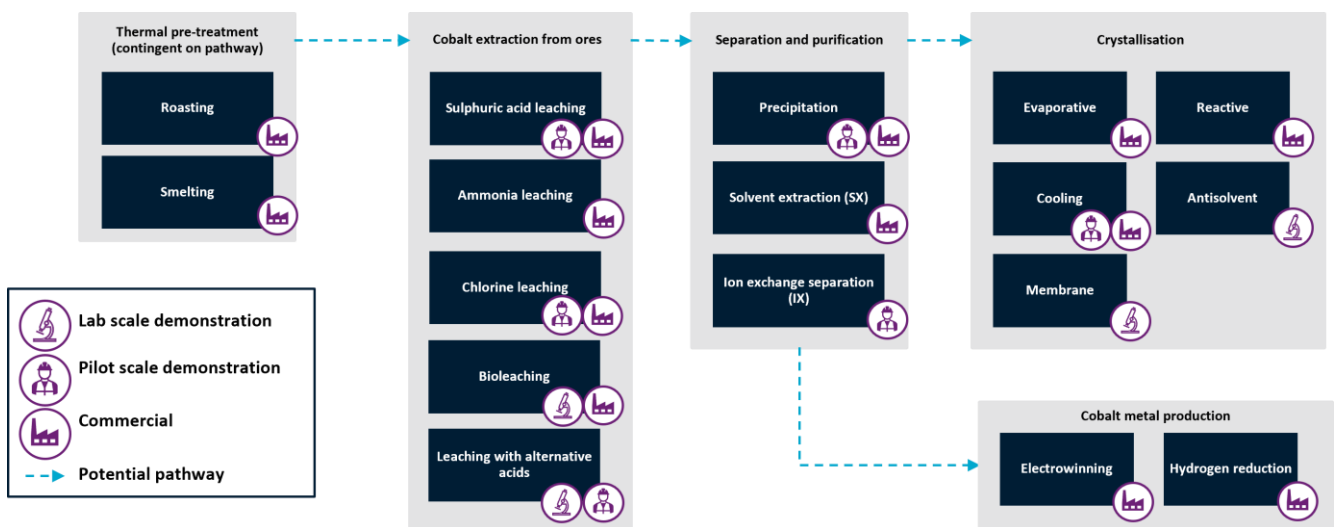 Thermal pre-treatment
(contingent on pathway)
Roasting
Smelting
Cobalt extraction from ores
Sulphuric acid leaching
Ammonia leaching
Chlorine leaching
Bioleaching
Leaching with alternative
acids
Separation and purification
Precipitation
Solvent extraction (SX)
Ion exchange separation
(IX)
Crystallisation
Evaporative
Reactive
Cooling
Antisolvent
Membrane
Cobalt metal production
Electrowinning
Hydrogen reduction
Lab scale demonstration
Pilot scale demonstration
Commercial
Potential pathway